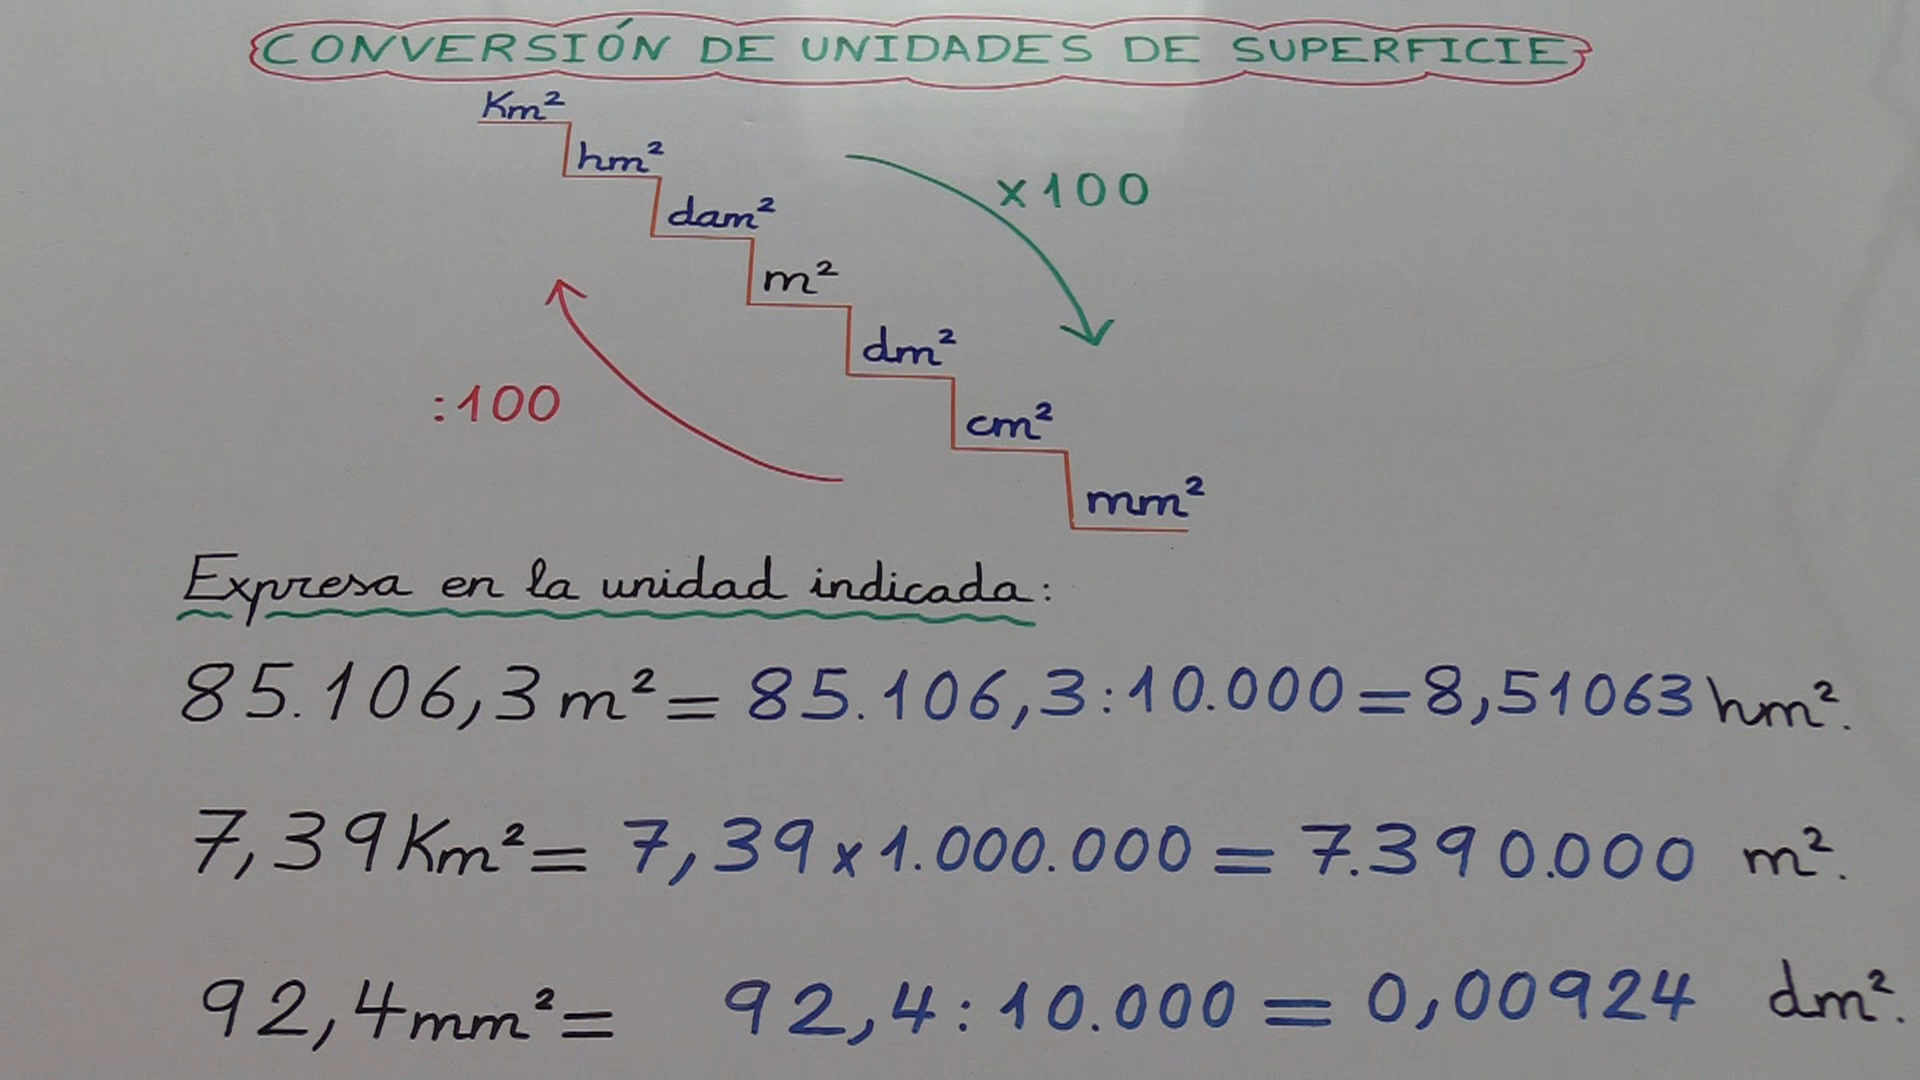 CONVERSIÓN DE UNIDADES DE SUPERFICIE
Km²
hm²
dam²
x100
m²
dm²
:100
cm²
mm²
Expresa en la unidad indicada:
85.106,3 m² = 85.106,3:10.000 = 8,51063 hm².
7,39 Km² = 7,39 x 1.000.000 = 7.390.000 m².
92,4 mm² = 92,4:10.000 = 0,00924 dm².